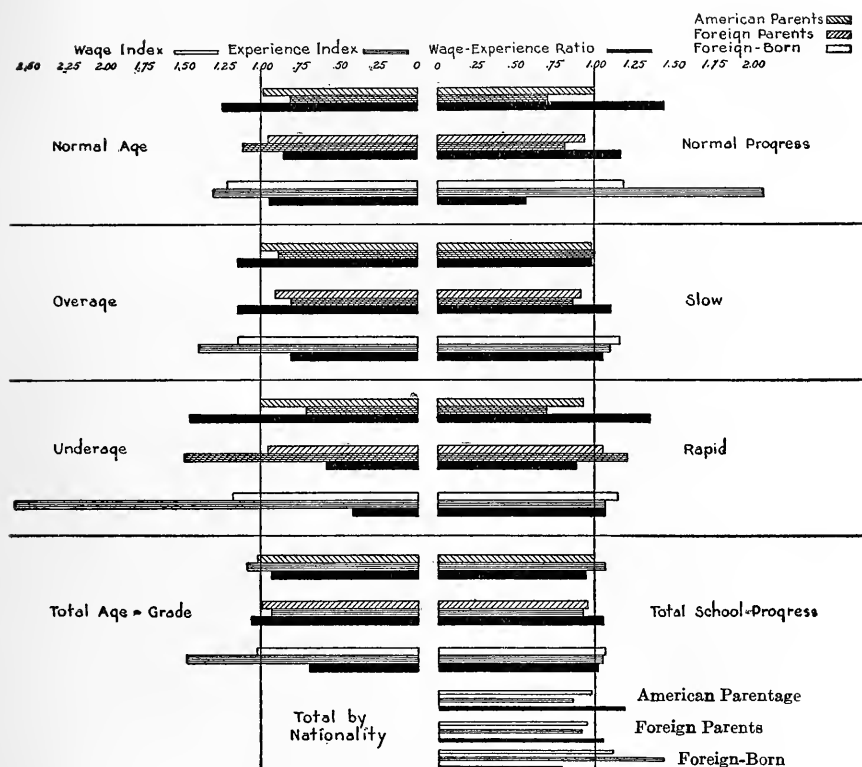 American Parents
Foreign Parents
Foreign-Born
Wage Index Experience Index Wage-Experience Ratio
2.50 2.25 2.00 1.75 1.50 1.25 1.00 .75 .50 .25 0 0 .25 .50 .75 1.00 1.25 1.50 1.75 2.00
Normal Age Normal Progress
Overage Slow
Underage Rapid
Total Age - Grade Total School-Progress
Total by
Nationality
American Parentage
Foreign Parents
Foreign-Born